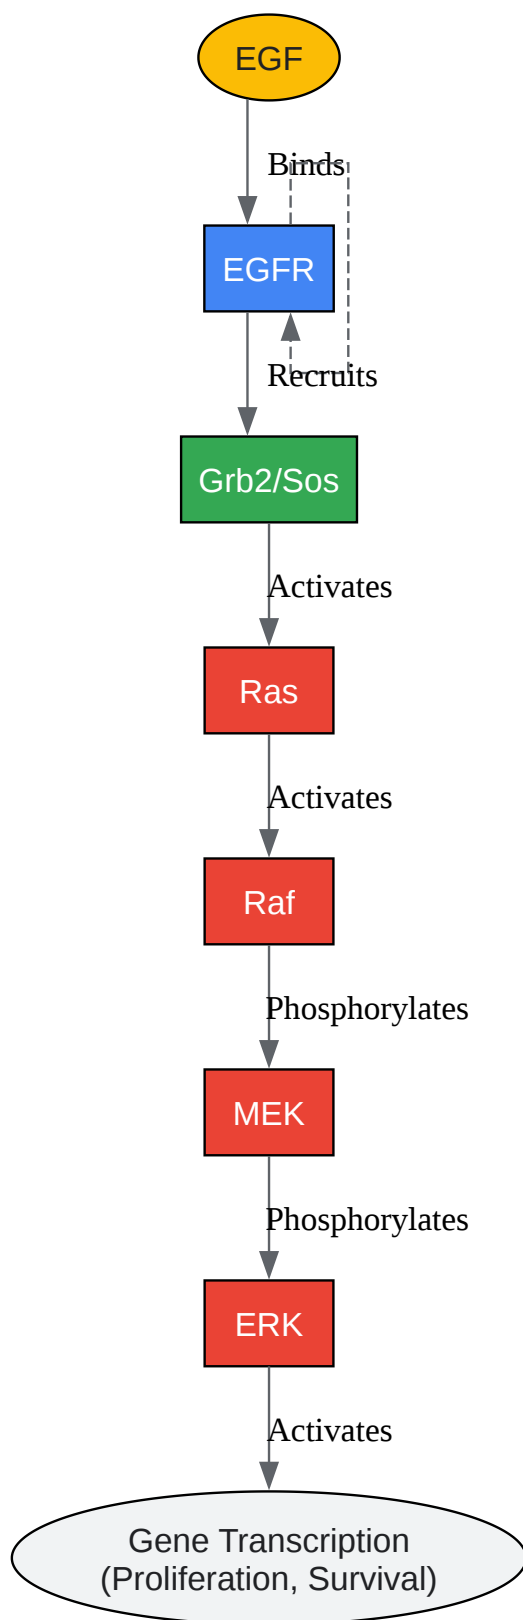 EGF
Binds
EGFR
Recruits
Grb2/Sos
Activates
Ras
Activates
Raf
Phosphorylates
MEK
Phosphorylates
ERK
Activates
Gene Transcription
(Proliferation, Survival)